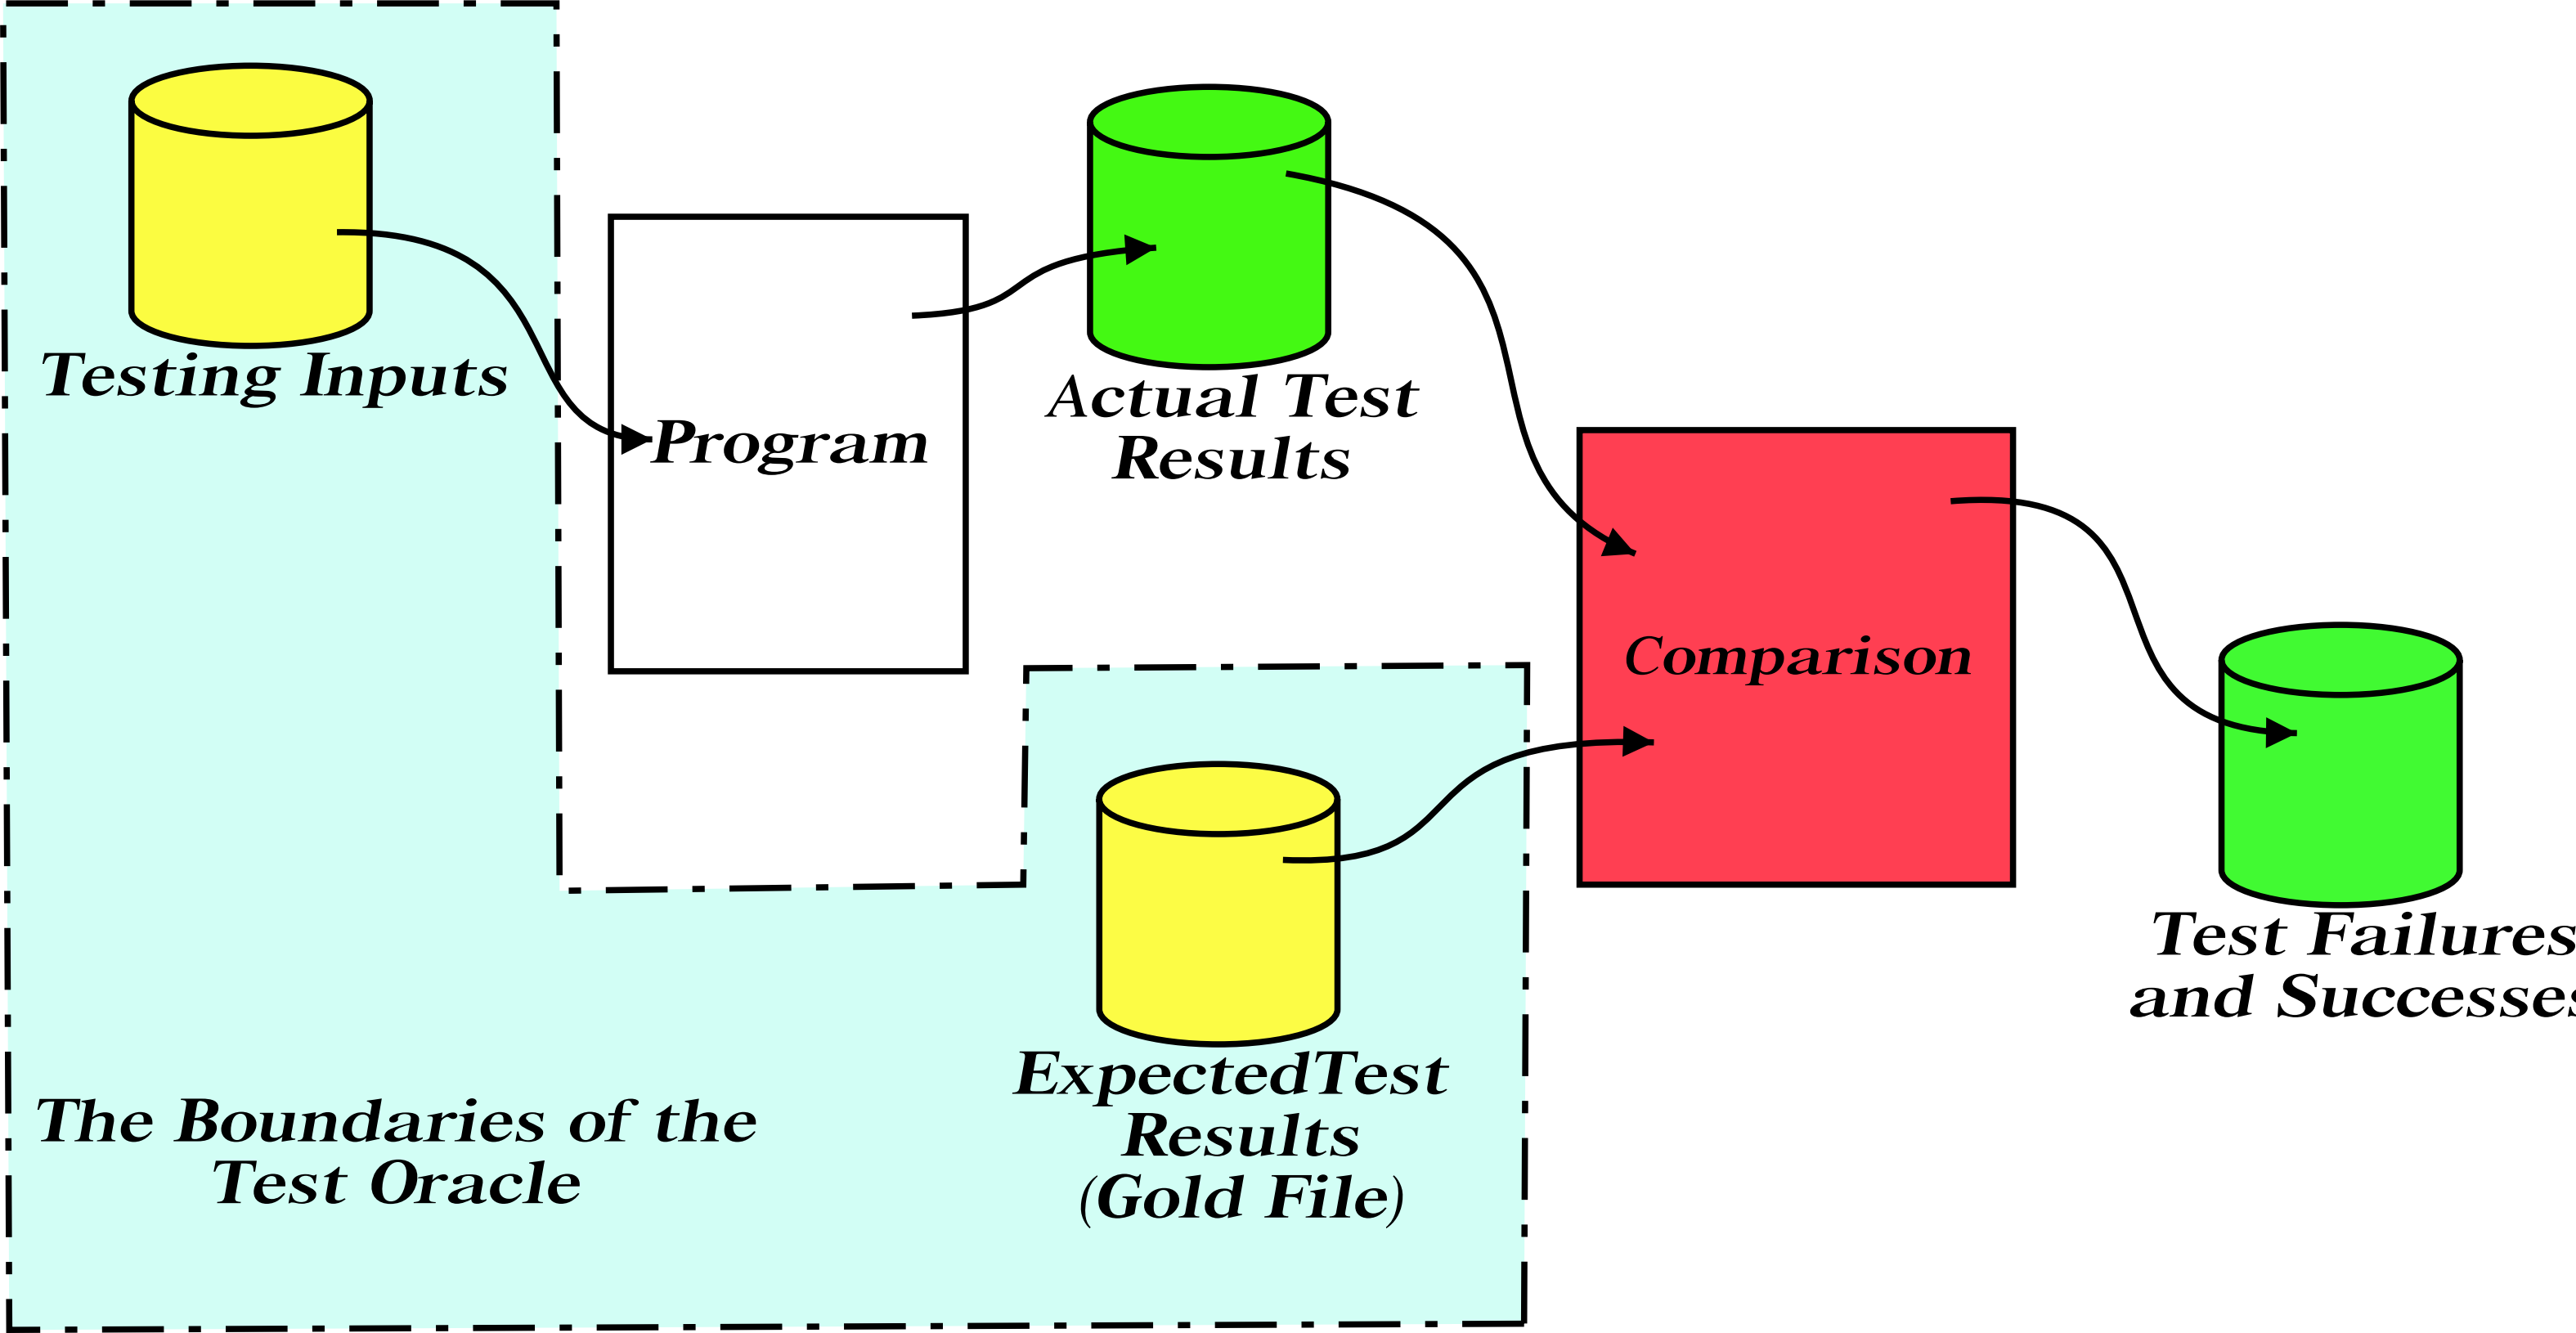 Testing Inputs
Program
Actual Test
Results
Comparison
Test Failures
and Successes
ExpectedTest
Results
(Gold File)
The Boundaries of the
Test Oracle